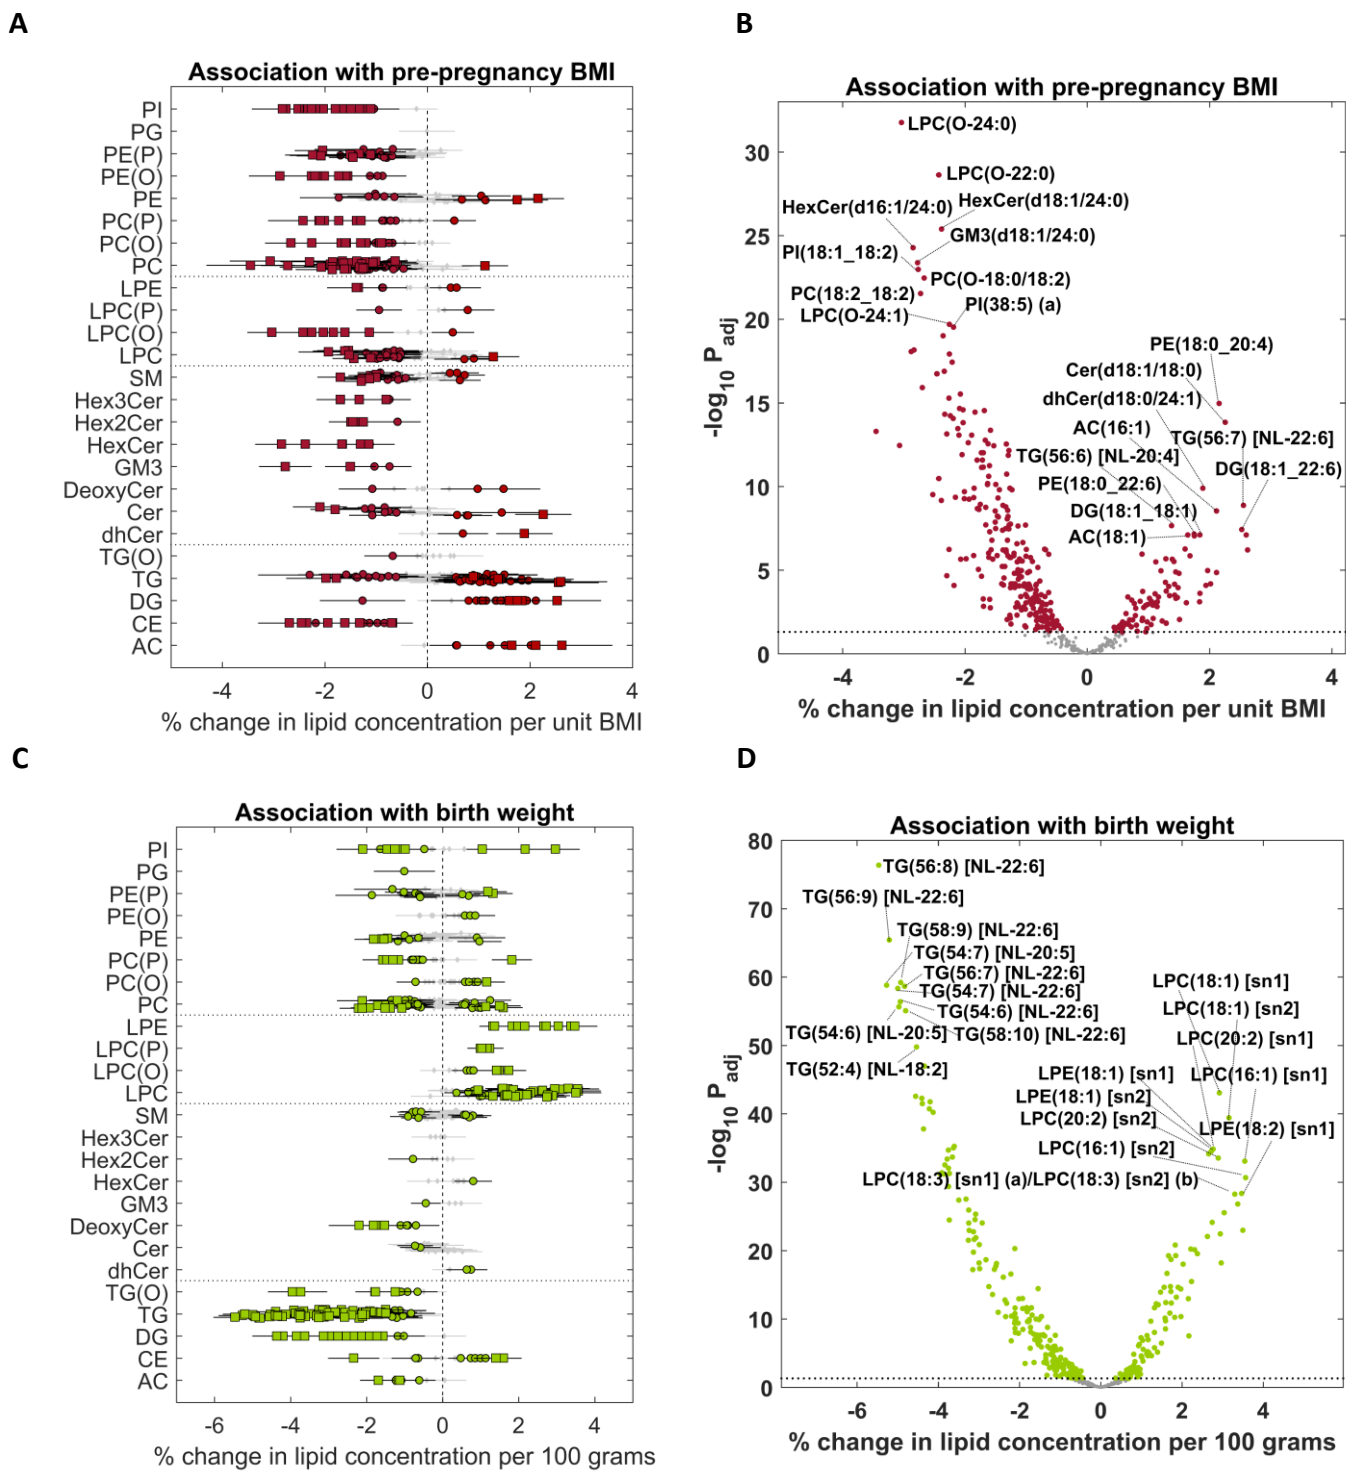 A
Association with pre-pregnancy BMI
PI
PG
PE(P)
PE(O)
PE
PC(P)
PC(O)
PC
LPE
LPC(P)
LPC(O)
LPC
SM
Hex3Cer
Hex2Cer
HexCer
GM3
DeoxyCer
Cer
dhCer
TG(O)
TG
DG
CE
AC
-4 -2 0 2 4
% change in lipid concentration per unit BMI
B
Association with pre-pregnancy BMI
-log10 Padj
30
25
20
15
10
5
0
LPC(O-24:0)
LPC(O-22:0)
HexCer(d18:1/24:0)
HexCer(d16:1/24:0)
GM3(d18:1/24:0)
PI(18:1_18:2)
PC(O-18:0/18:2)
PC(18:2_18:2)
PI(38:5) (a)
LPC(O-24:1)
PE(18:0_20:4)
Cer(d18:1/18:0)
dhCer(d18:0/24:1)
AC(16:1)
TG(56:7) [NL-22:6]
TG(56:6) [NL-20:4]
DG(18:1_22:6)
PE(18:0_22:6)
DG(18:1_18:1)
AC(18:1)
-4 -2 0 2 4
% change in lipid concentration per unit BMI
C
Association with birth weight
PI
PG
PE(P)
PE(O)
PE
PC(P)
PC(O)
PC
LPE
LPC(P)
LPC(O)
LPC
SM
Hex3Cer
Hex2Cer
HexCer
GM3
DeoxyCer
Cer
dhCer
TG(O)
TG
DG
CE
AC
-6 -4 -2 0 2 4
% change in lipid concentration per 100 grams
D
Association with birth weight
-log10 Padj
80
70
60
50
40
30
20
10
0
TG(56:8) [NL-22:6]
TG(56:9) [NL-22:6]
TG(58:9) [NL-22:6]
TG(54:7) [NL-20:5]
TG(56:7) [NL-22:6]
TG(54:7) [NL-22:6]
TG(54:6) [NL-22:6]
TG(54:6) [NL-20:5]
TG(58:10) [NL-22:6]
TG(52:4) [NL-18:2]
LPC(18:1) [sn1]
LPC(18:1) [sn2]
LPC(20:2) [sn1]
LPE(18:1) [sn1]
LPC(16:1) [sn1]
LPE(18:1) [sn2]
LPC(20:2) [sn2]
LPE(18:2) [sn1]
LPC(16:1) [sn2]
LPC(18:3) [sn1] (a)/LPC(18:3) [sn2] (b)
-6 -4 -2 0 2 4
% change in lipid concentration per 100 grams